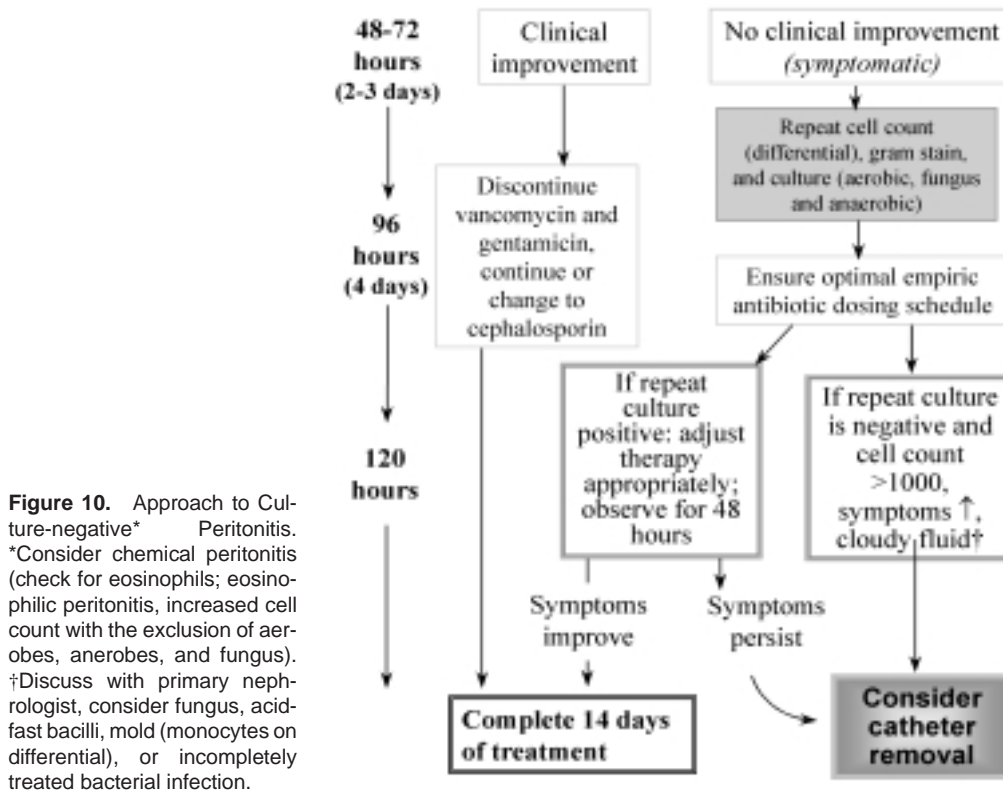 48-72
hours
(2-3 days)
96
hours
(4 days)
120
hours
Clinical
improvement
Discontinue
vancomycin and
gentamicin,
continue or
change to
cephalosporin
No clinical improvement
(symptomatic)
Repeat cell count
(differential), gram stain,
and culture (aerobic, fungus
and anaerobic)
Ensure optimal empiric
antibiotic dosing schedule
If repeat
culture
positive: adjust
therapy
appropriately;
observe for 48
hours
If repeat culture
is negative and
cell count
>1000,
symptoms ↑,
cloudy fluid†
Symptoms
improve
Symptoms
persist
Complete 14 days
of treatment
Consider
catheter
removal
Figure 10. Approach to Cul-
ture-negative* Peritonitis.
*Consider chemical peritonitis
(check for eosinophils; eosino-
philic peritonitis, increased cell
count with the exclusion of aer-
obes, anerobes, and fungus).
†Discuss with primary neph-
rologist, consider fungus, acid-
fast bacilli, mold (monocytes on
differential), or incompletely
treated bacterial infection.